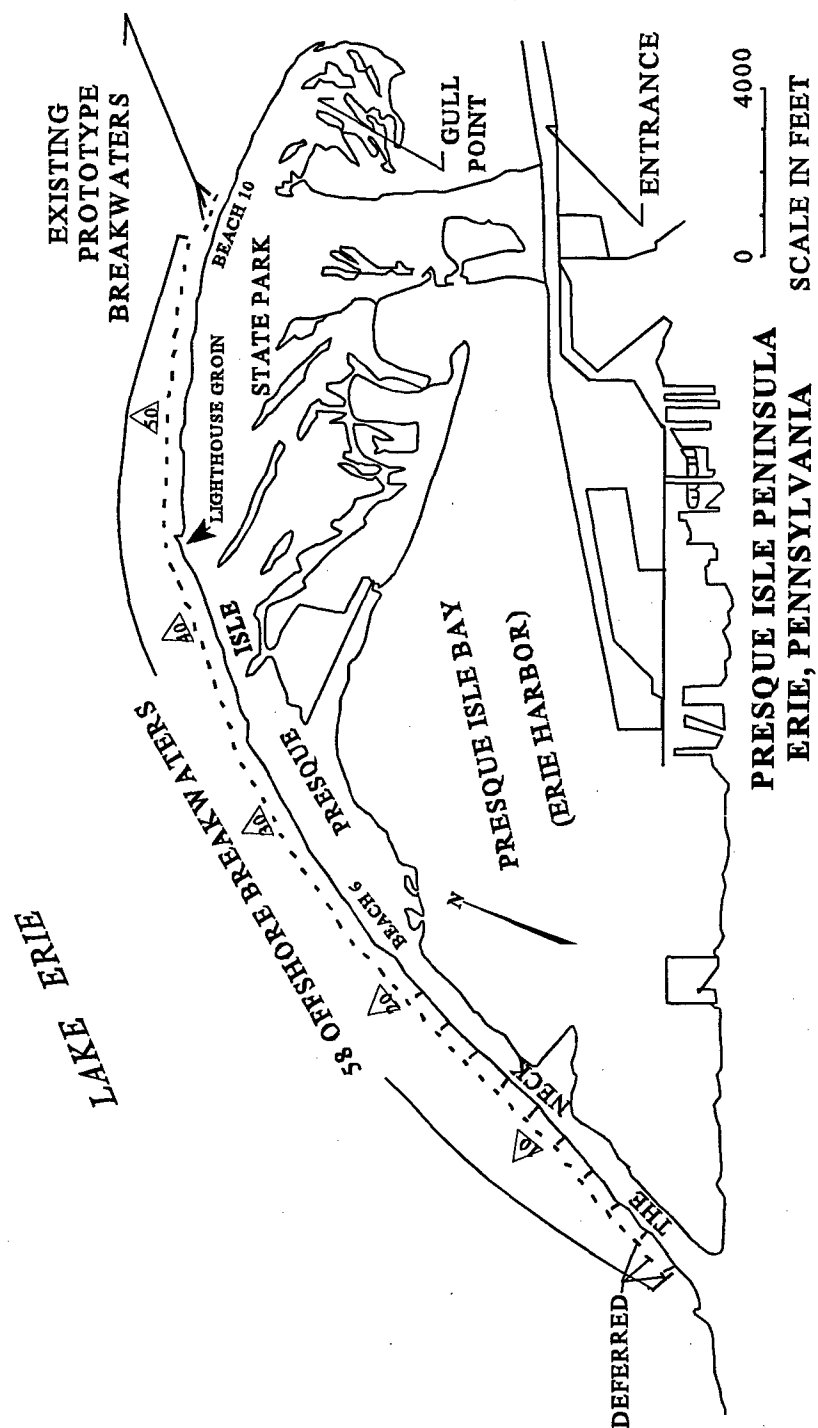 LAKE ERIE
EXISTING
PROTOTYPE
BREAKWATERS
58 OFFSHORE BREAKWATERS
50
40
30
20
10
BEACH 10
LIGHTHOUSE GROIN
STATE PARK
ISLE
PRESQUE
BEACH 6
GULL
POINT
THE NECK
DEFERRED
N
PRESQUE ISLE BAY
(ERIE HARBOR)
ENTRANCE
0 4000
SCALE IN FEET
PRESQUE ISLE PENINSULA
ERIE, PENNSYLVANIA